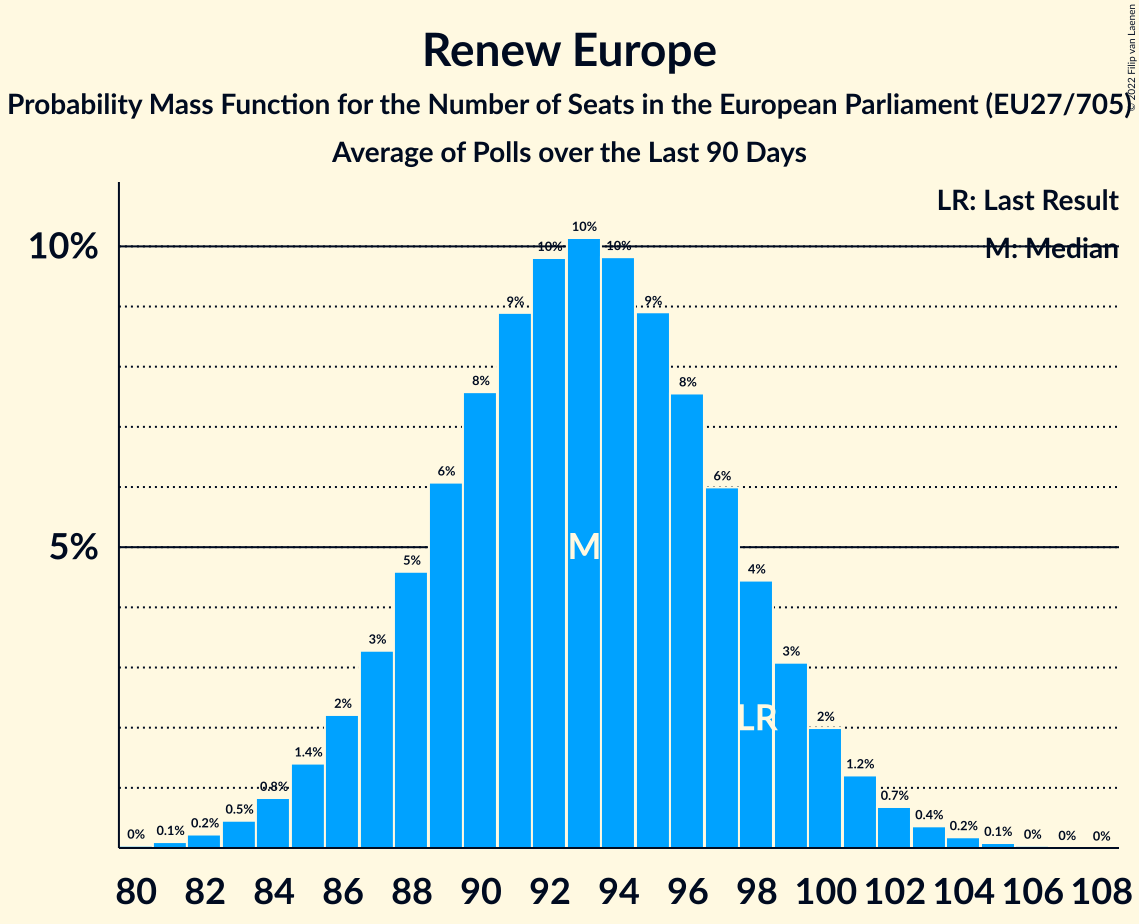 © 2022 Filip van Laenen
Renew Europe
Probability Mass Function for the Number of Seats in the European Parliament (EU27/705)
Average of Polls over the Last 90 Days
LR: Last Result
M: Median
10%
5%
0% 0.1% 0.2% 0.5% 0.8% 1.4% 2% 3% 5% 6% 8% 9% 10% 10% 10% 9% 8% 6% 4% 3% 2% 1.2% 0.7% 0.4% 0.2% 0.1% 0% 0% 0%
M
LR
80 82 84 86 88 90 92 94 96 98 100 102 104 106 108